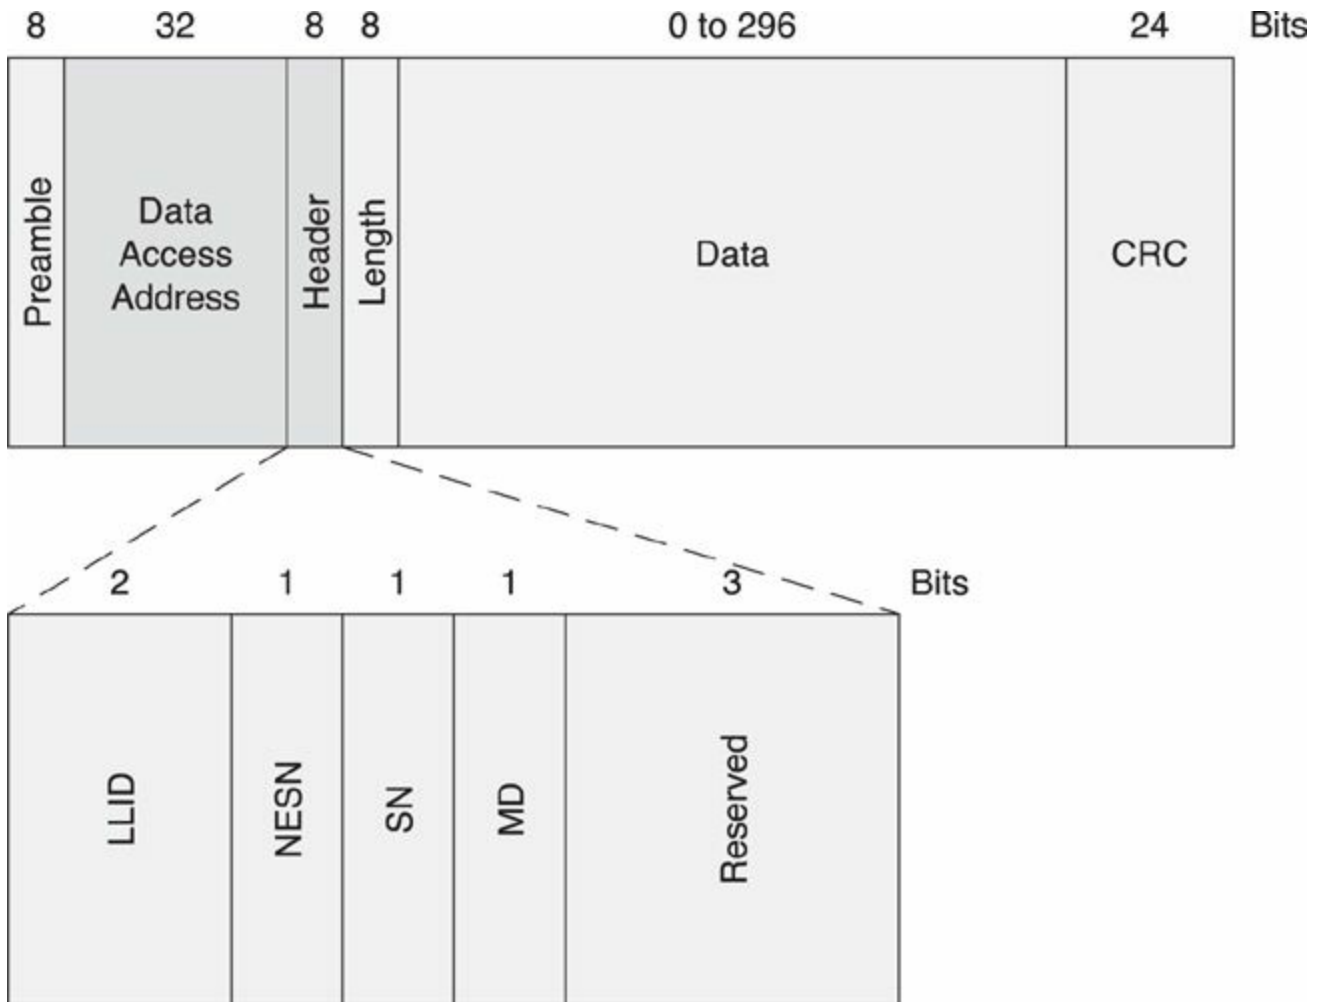 8 32 8 8 0 to 296 24 Bits
Preamble
Data
Access
Address
Header
Length
Data
CRC
2 1 1 1 3 Bits
LLID
NESN
SN
MD
Reserved